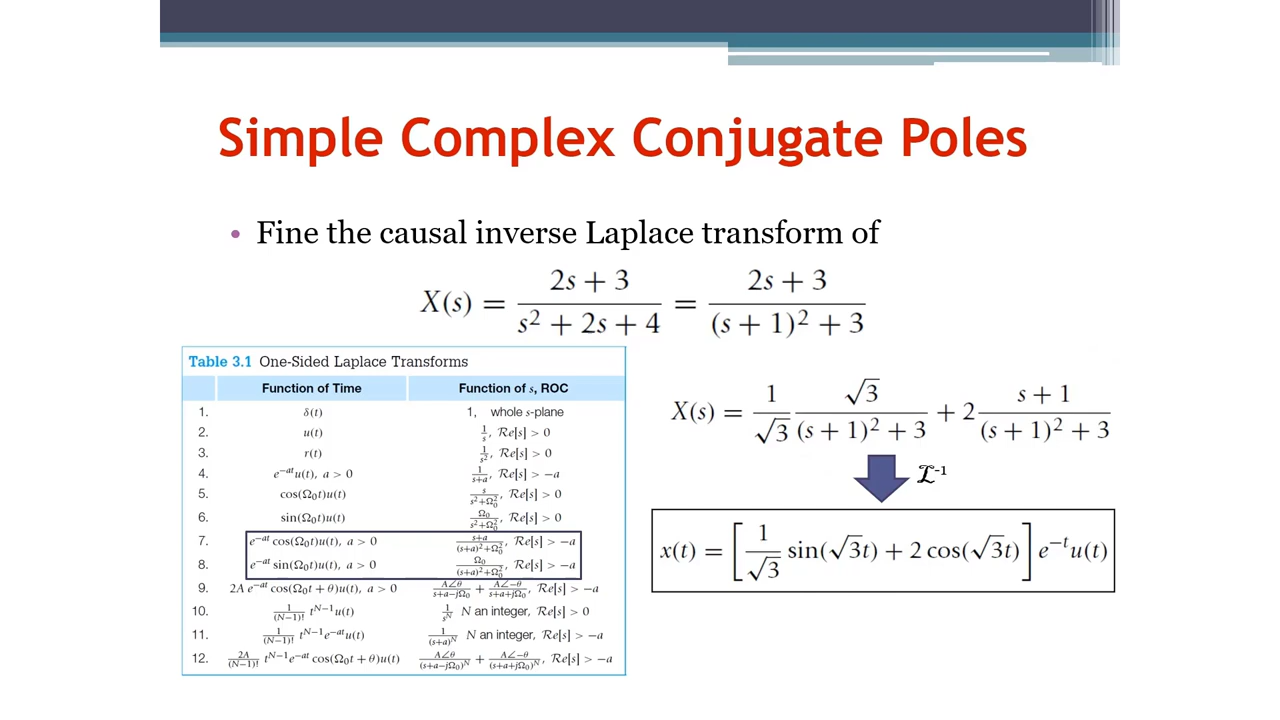 Simple Complex Conjugate Poles
• Fine the causal inverse Laplace transform of
X(s) = (2s + 3)/(s² + 2s + 4) = (2s + 3)/((s + 1)² + 3)
Table 3.1 One-Sided Laplace Transforms
Function of Time Function of s, ROC
1. δ(t) 1, whole s-plane
2. u(t) 1/s, Re[s] > 0
3. r(t) 1/s², Re[s] > 0
4. e^{−at}u(t), a > 0 1/(s+a), Re[s] > −a
5. cos(Ω₀t)u(t) s/(s²+Ω₀²), Re[s] > 0
6. sin(Ω₀t)u(t) Ω₀/(s²+Ω₀²), Re[s] > 0
7. e^{−at} cos(Ω₀t)u(t), a > 0 (s+a)/((s+a)²+Ω₀²), Re[s] > −a
8. e^{−at} sin(Ω₀t)u(t), a > 0 Ω₀/((s+a)²+Ω₀²), Re[s] > −a
9. 2A e^{−at} cos(Ω₀t + θ)u(t), a > 0 A∠θ/(s+a−jΩ₀) + A∠−θ/(s+a+jΩ₀), Re[s] > −a
10. 1/(N−1)! t^{N−1}u(t) 1/s^N N an integer, Re[s] > 0
11. 1/(N−1)! t^{N−1}e^{−at}u(t) 1/(s+a)^N N an integer, Re[s] > −a
12. 2A/(N−1)! t^{N−1}e^{−at} cos(Ω₀t + θ)u(t) A∠θ/(s+a−jΩ₀)^N + A∠−θ/(s+a+jΩ₀)^N, Re[s] > −a
X(s) = 1/√3 √3/((s + 1)² + 3) + 2 (s + 1)/((s + 1)² + 3)
ℒ⁻¹
x(t) = [1/√3 sin(√3t) + 2 cos(√3t)] e^{−t}u(t)